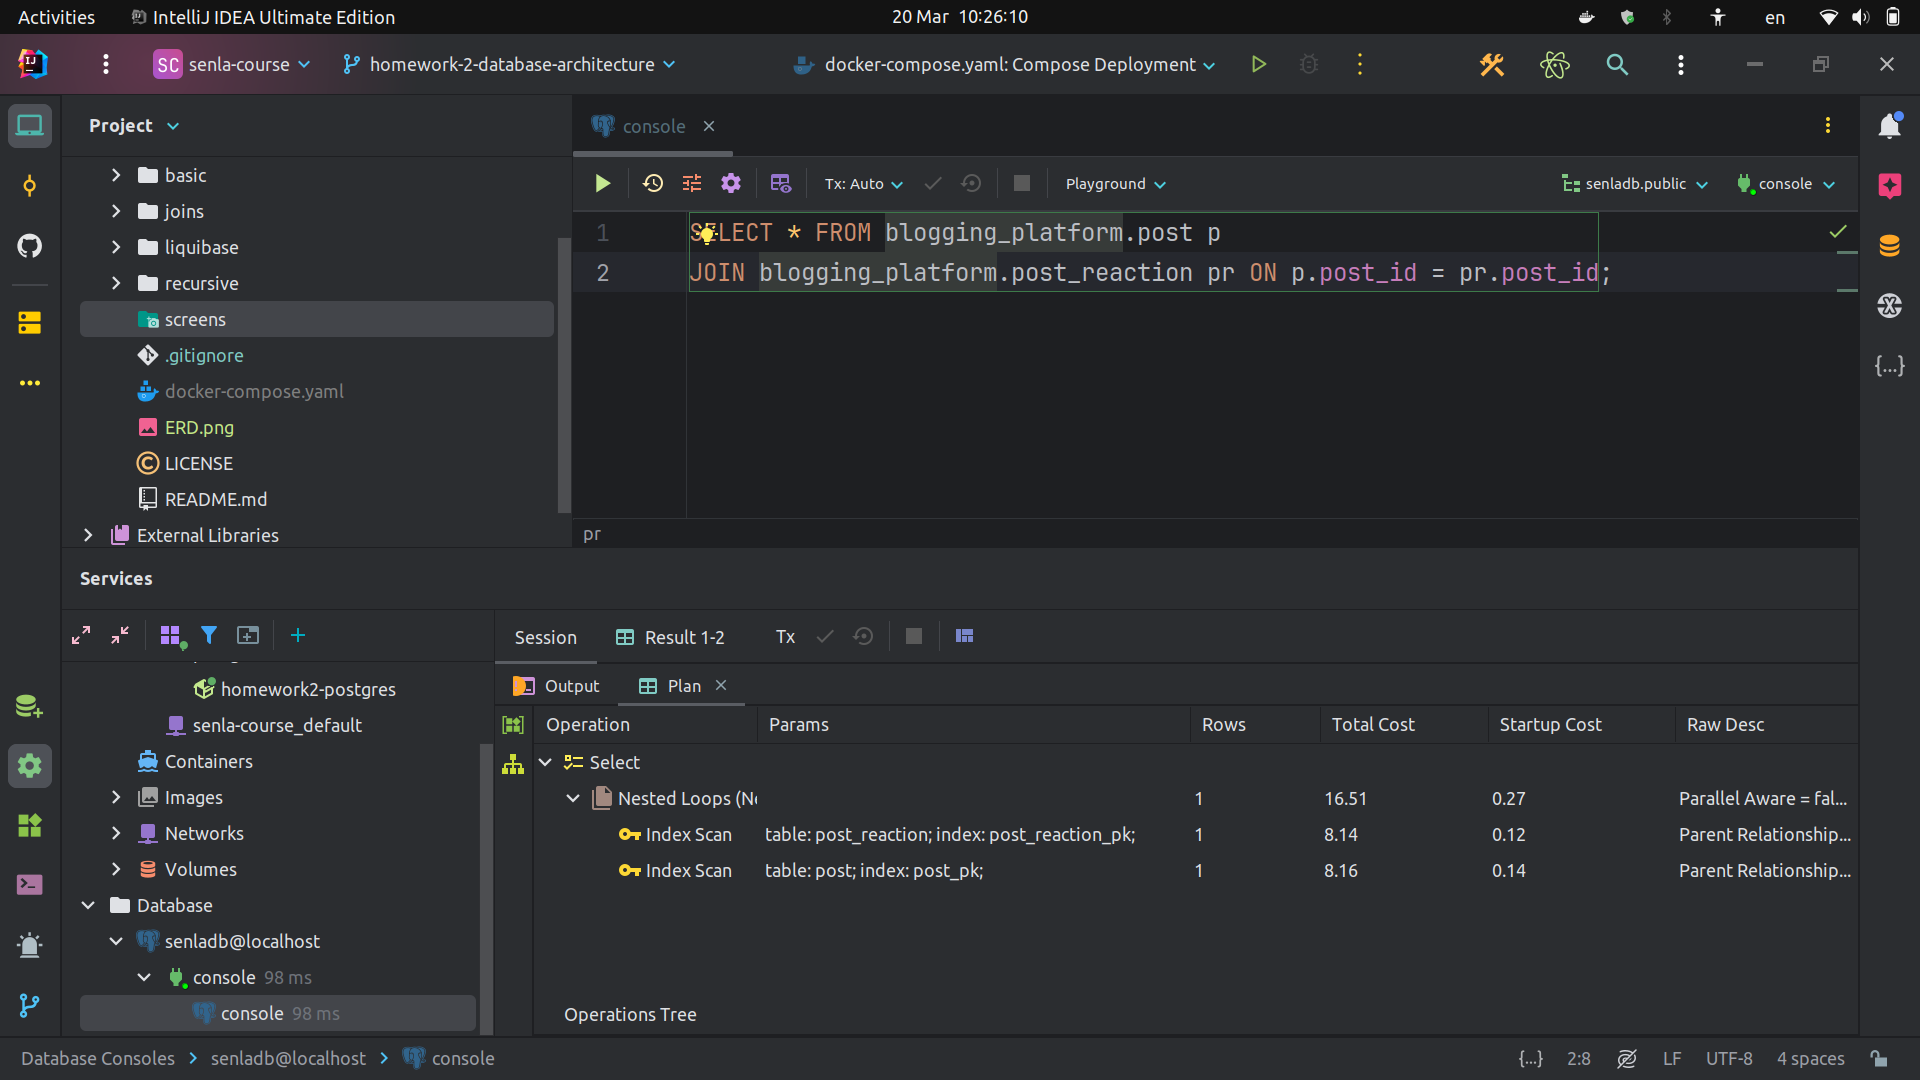 Activities
IntelliJ IDEA Ultimate Edition
20 Mar 10:26:10
en
SC senla-course
homework-2-database-architecture
docker-compose.yaml: Compose Deployment
Project
console
basic
joins
liquibase
recursive
screens
.gitignore
docker-compose.yaml
ERD.png
LICENSE
README.md
External Libraries
Tx: Auto
Playground
senladb.public
console
1 SELECT * FROM blogging_platform.post p
2 JOIN blogging_platform.post_reaction pr ON p.post_id = pr.post_id;
pr
Services
homework2-postgres
senla-course_default
Containers
Images
Networks
Volumes
Database
senladb@localhost
console 98 ms
console 98 ms
Session
Result 1-2
Tx
Output
Plan
Operation Params Rows Total Cost Startup Cost Raw Desc
Select
Nested Loops (Ne 1 16.51 0.27 Parallel Aware = fal...
Index Scan table: post_reaction; index: post_reaction_pk; 1 8.14 0.12 Parent Relationship...
Index Scan table: post; index: post_pk; 1 8.16 0.14 Parent Relationship...
Operations Tree
Database Consoles
senladb@localhost
console
{...}
2:8
LF
UTF-8
4 spaces